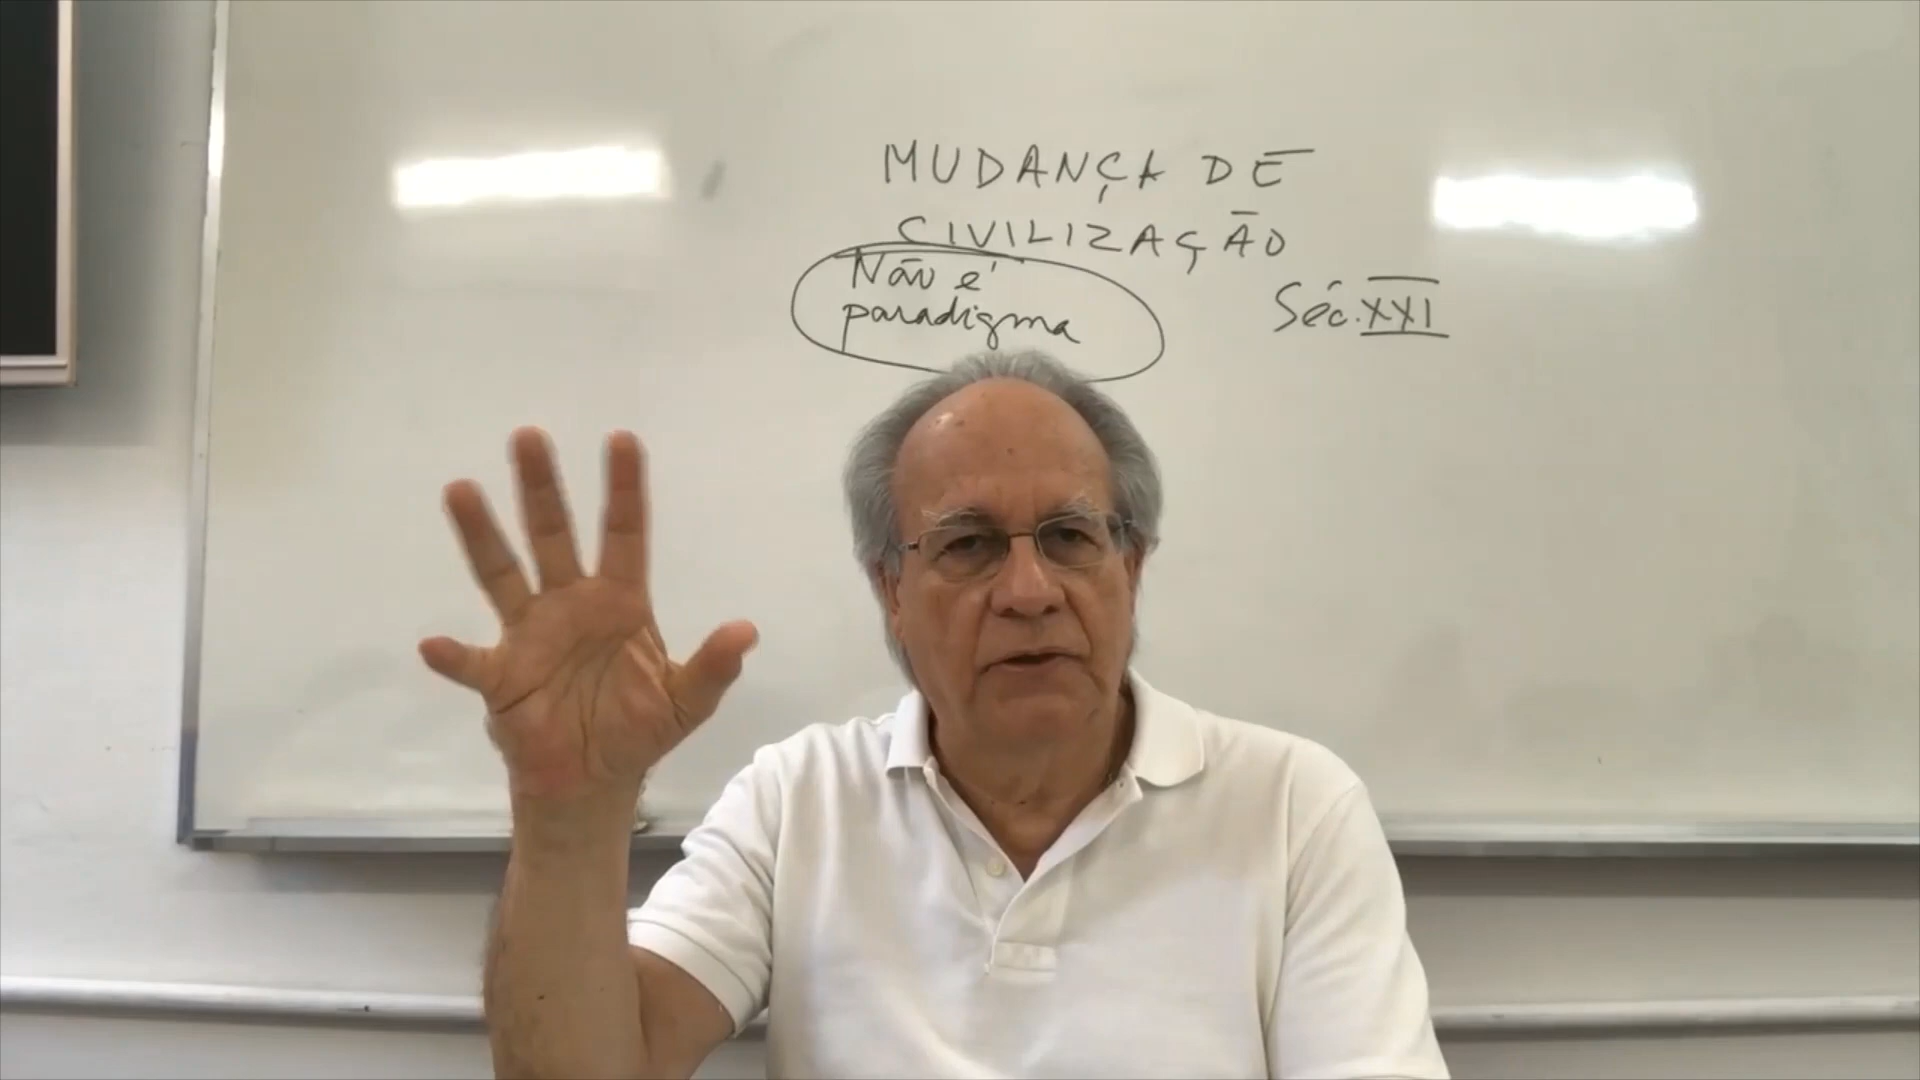 MUDANÇA DE
CIVILIZAÇÃO
Não é
paradigma
Séc. XXI